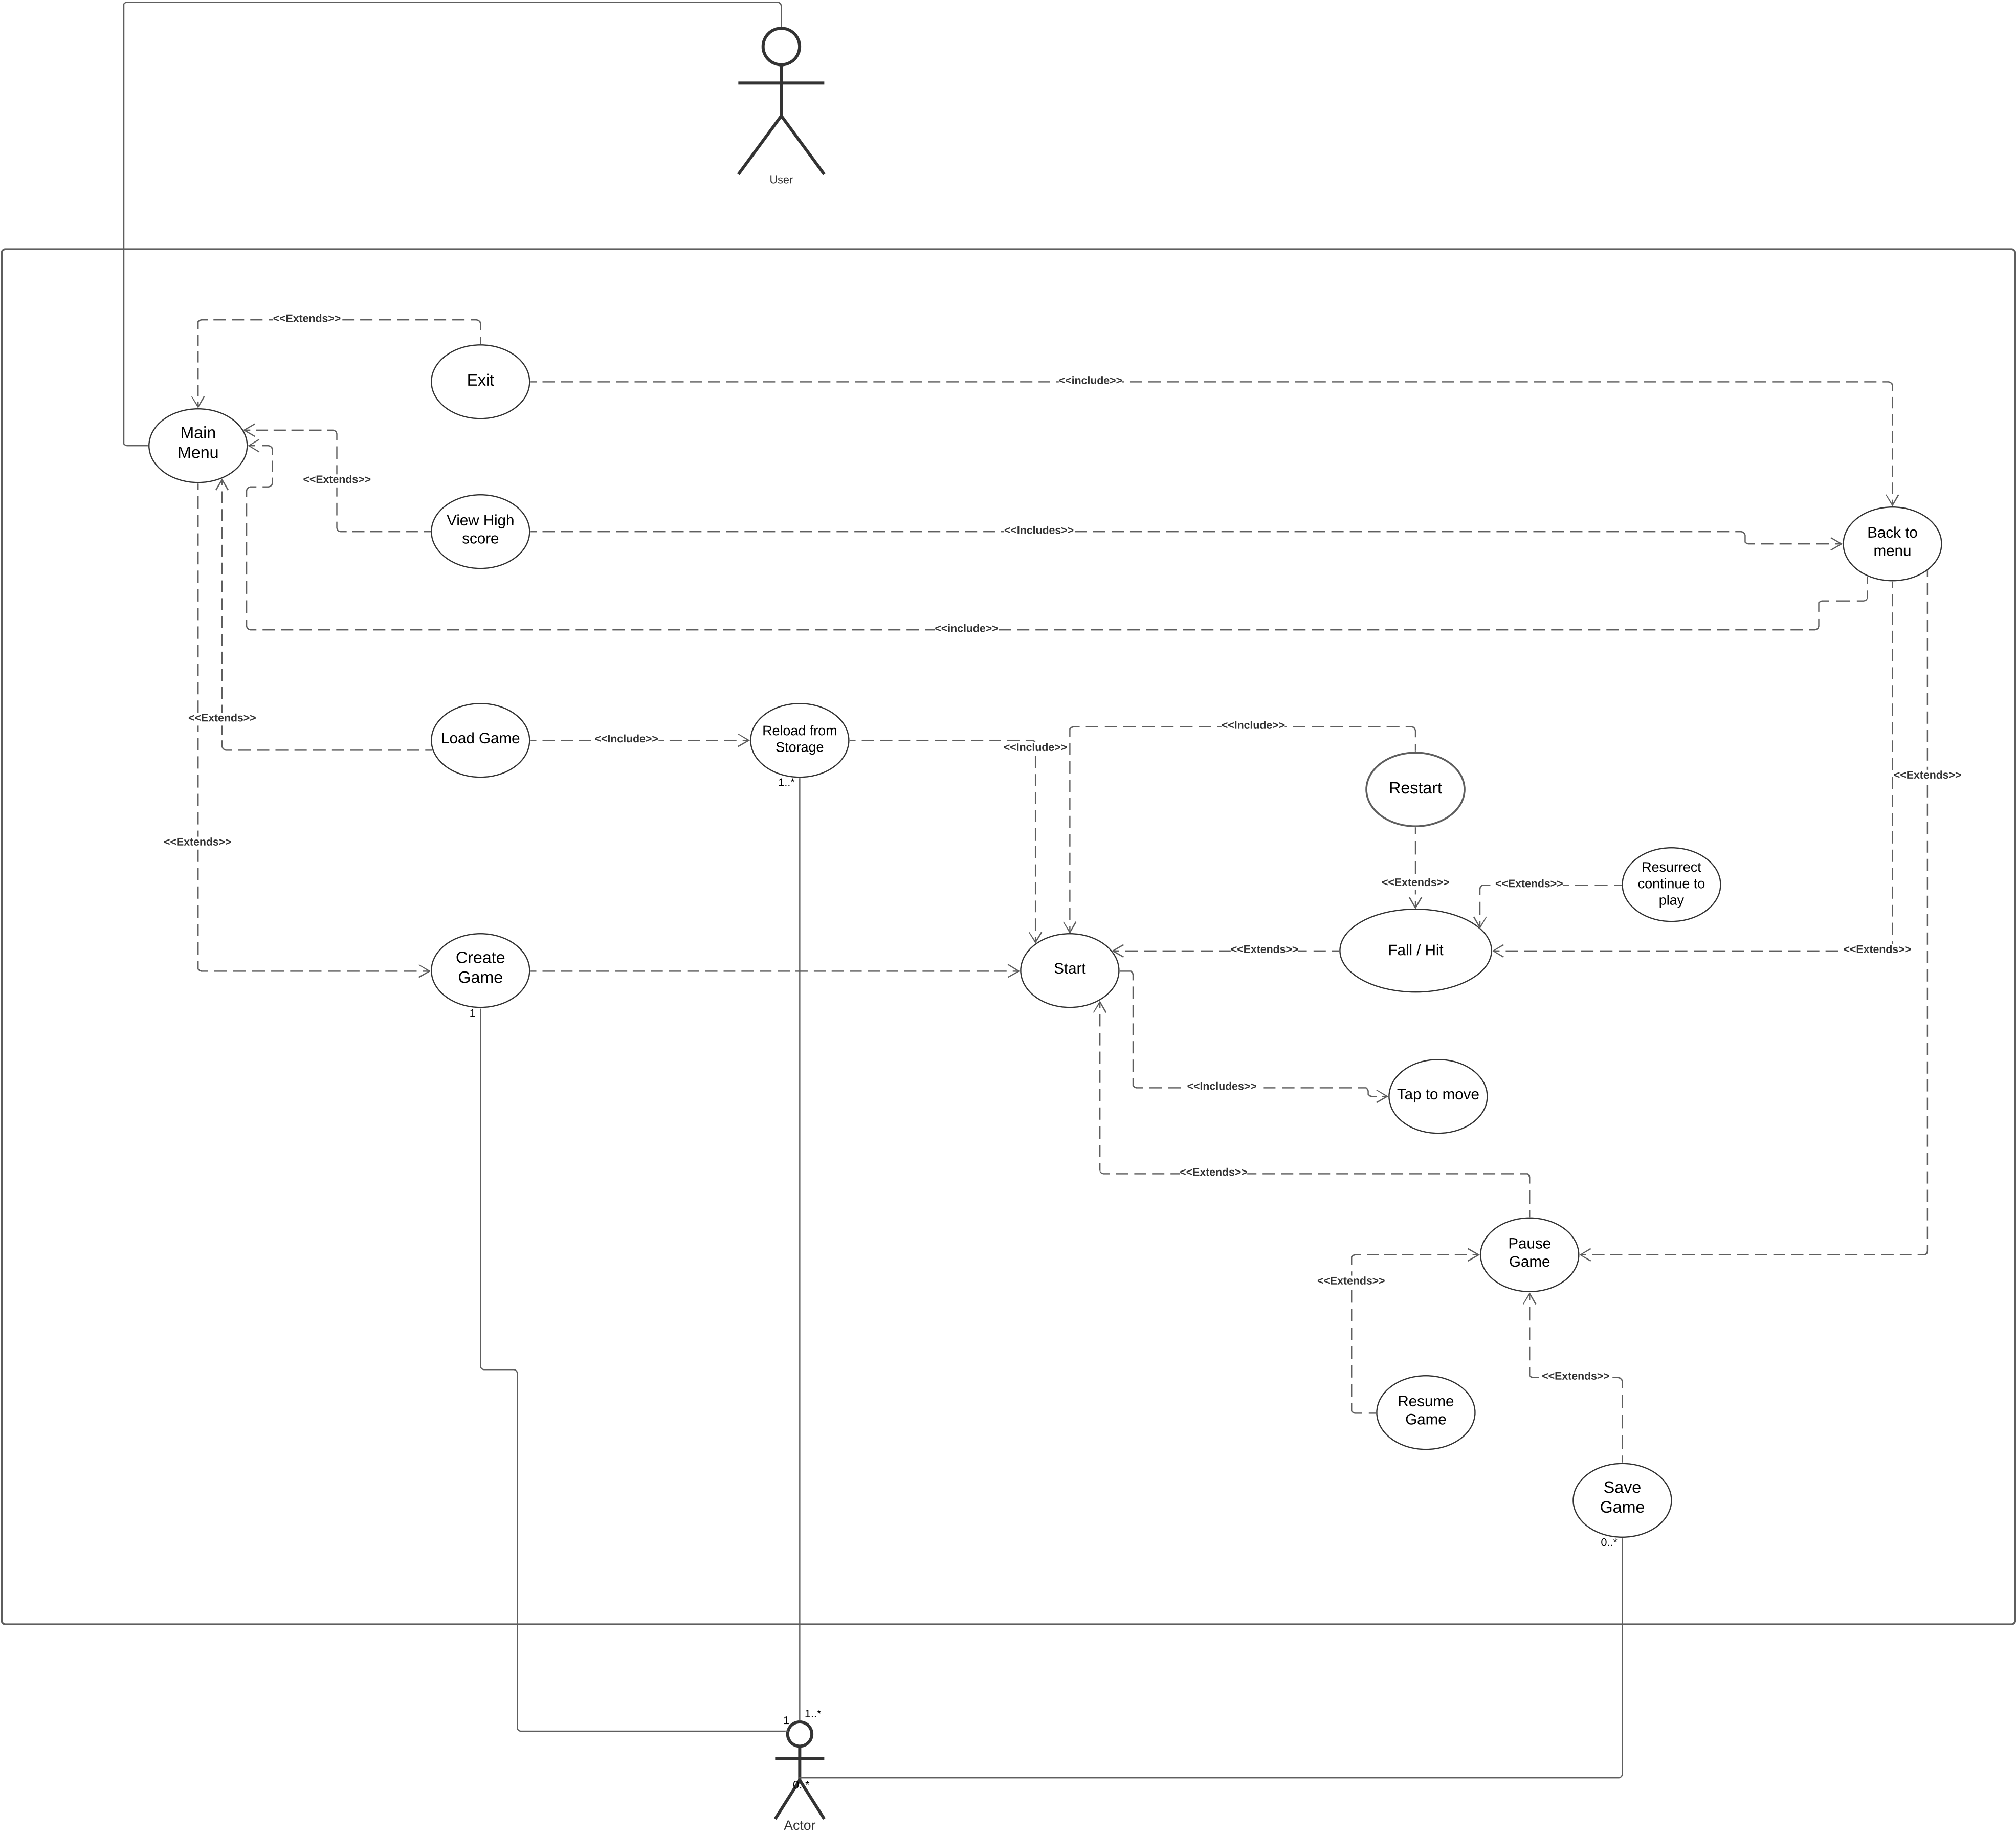 User
<<Extends>>
Exit
<<include>>
Main
Menu
<<Extends>>
View High
score
<<Includes>>
Back to
menu
<<include>>
<<Extends>>
Load Game
<<Include>>
Reload from
Storage
1..*
<<Include>>
<<Include>>
Restart
<<Extends>>
<<Extends>>
<<Extends>>
Resurrect
continue to
play
<<Extends>>
Create
Game
1
Start
<<Extends>>
Fall / Hit
<<Extends>>
<<Includes>>
Tap to move
<<Extends>>
Pause
Game
<<Extends>>
<<Extends>>
Resume
Game
Save
Game
0..*
1
1..*
0..*
Actor